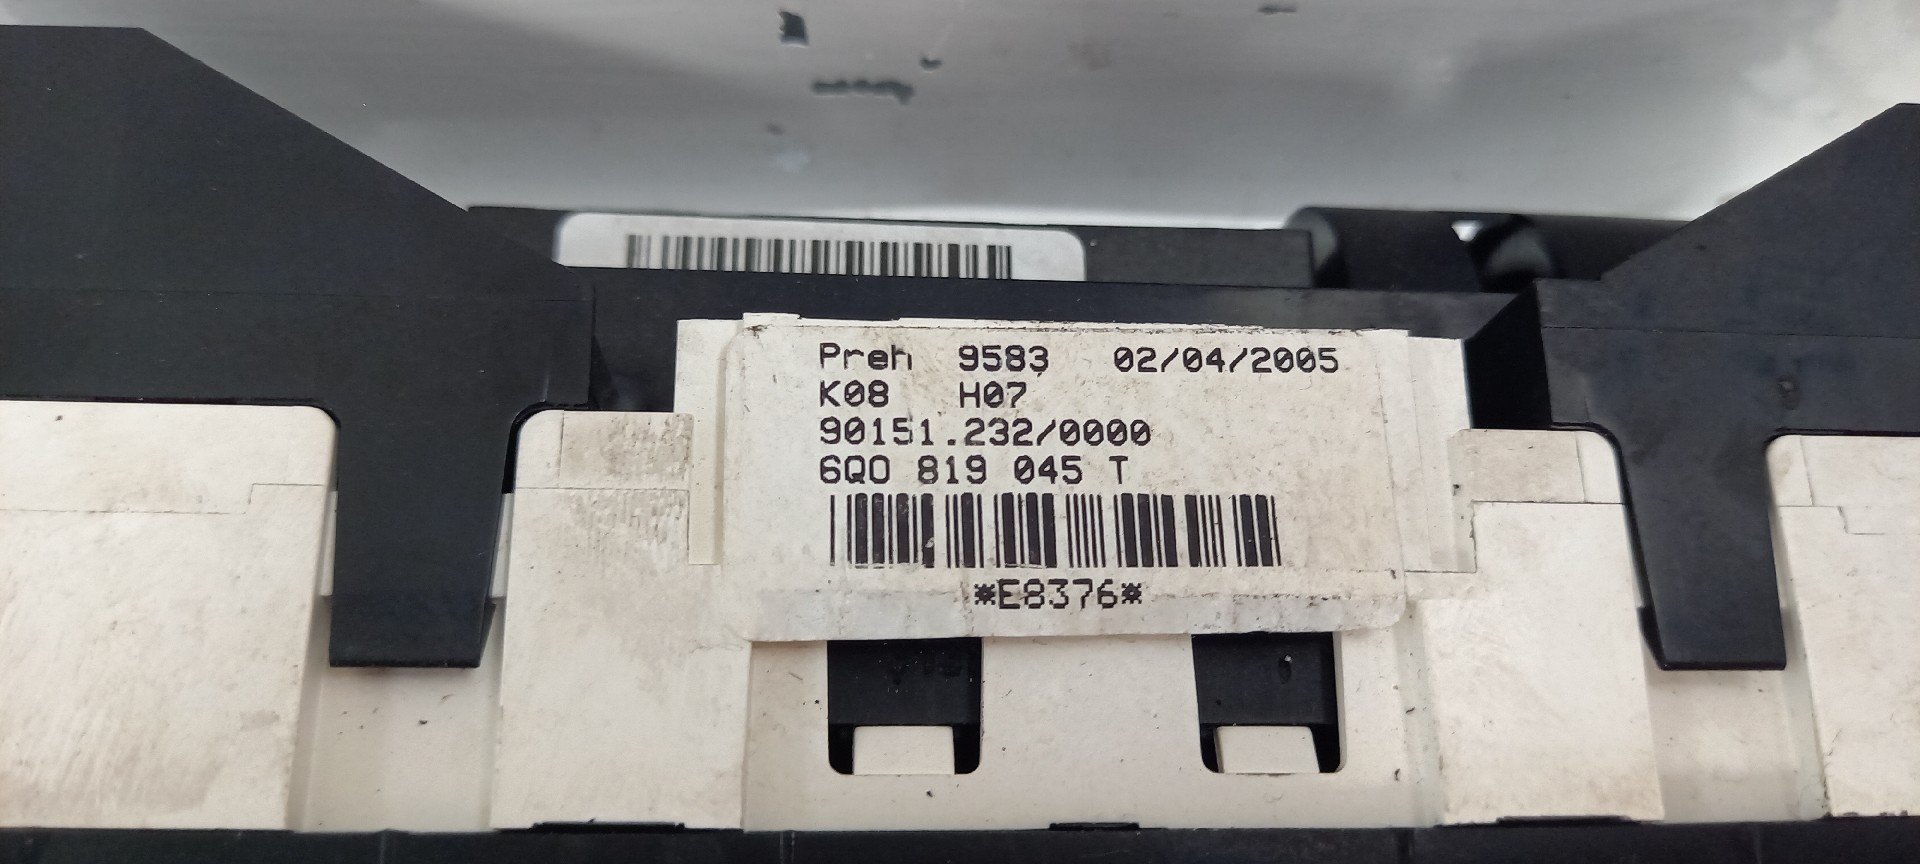 Preh 9583 02/04/2005
K08 H07
90151.232/0000
6Q0 819 045 T
*E8376*